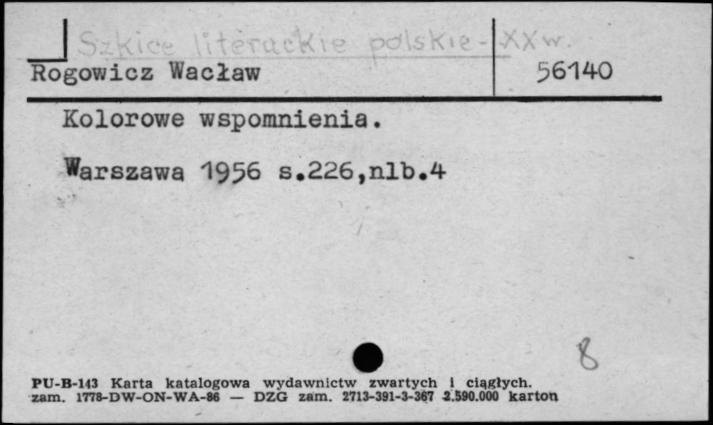 Szkice literackie polskie - XX w.
Rogowicz Wacław 56140
Kolorowe wspomnienia.
Warszawa 1956 s.226,nlb.4
8
PU-B-143 Karta katalogowa wydawnictw zwartych i ciągłych.
zam. 1778-DW-ON-WA-86 — DZG zam. 2713-391-3-367 2.590.000 karton